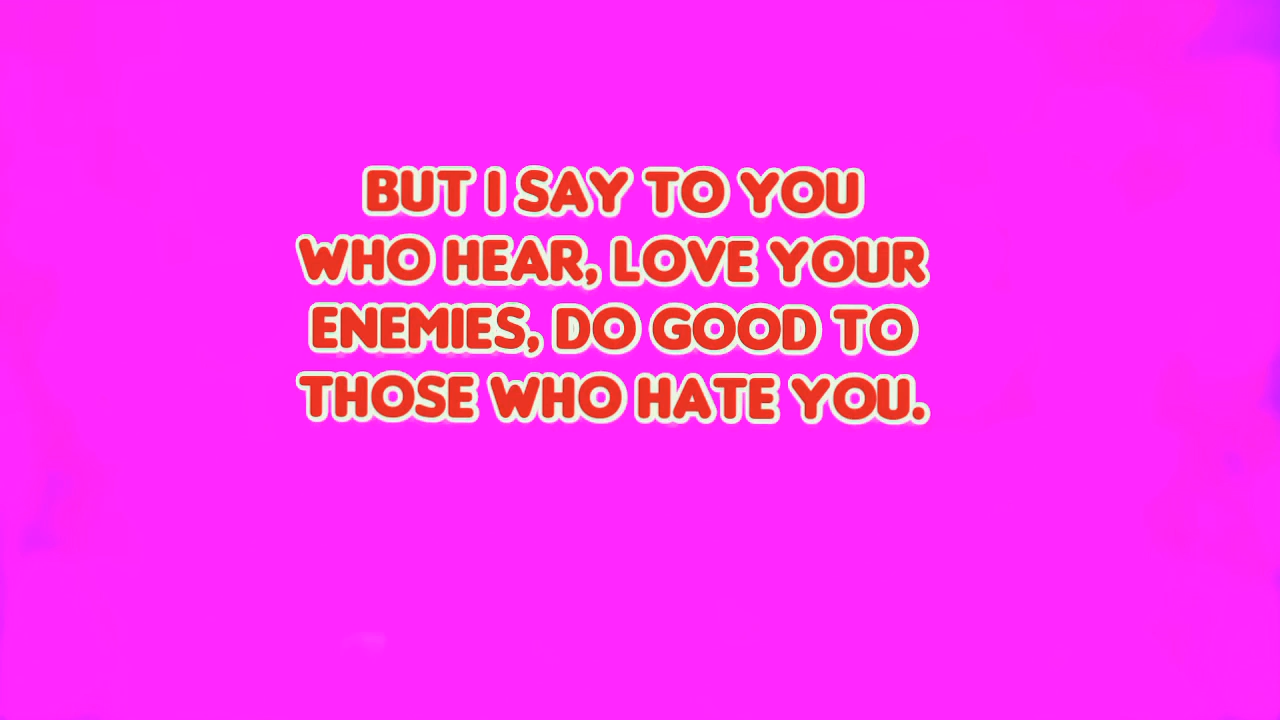 BUT I SAY TO YOU
WHO HEAR, LOVE YOUR
ENEMIES, DO GOOD TO
THOSE WHO HATE YOU.